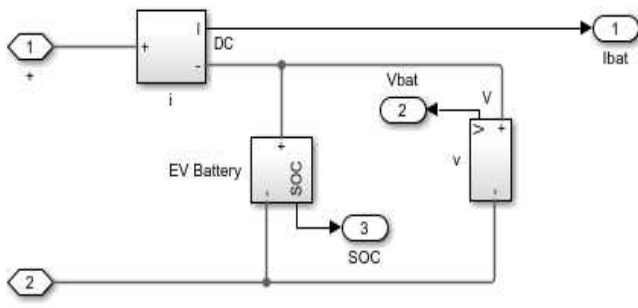 1
+
+
I
-
i
DC
1
Ibat
Vbat
2
V
V
+
v
-
EV Battery
+
SOC
-
3
SOC
2